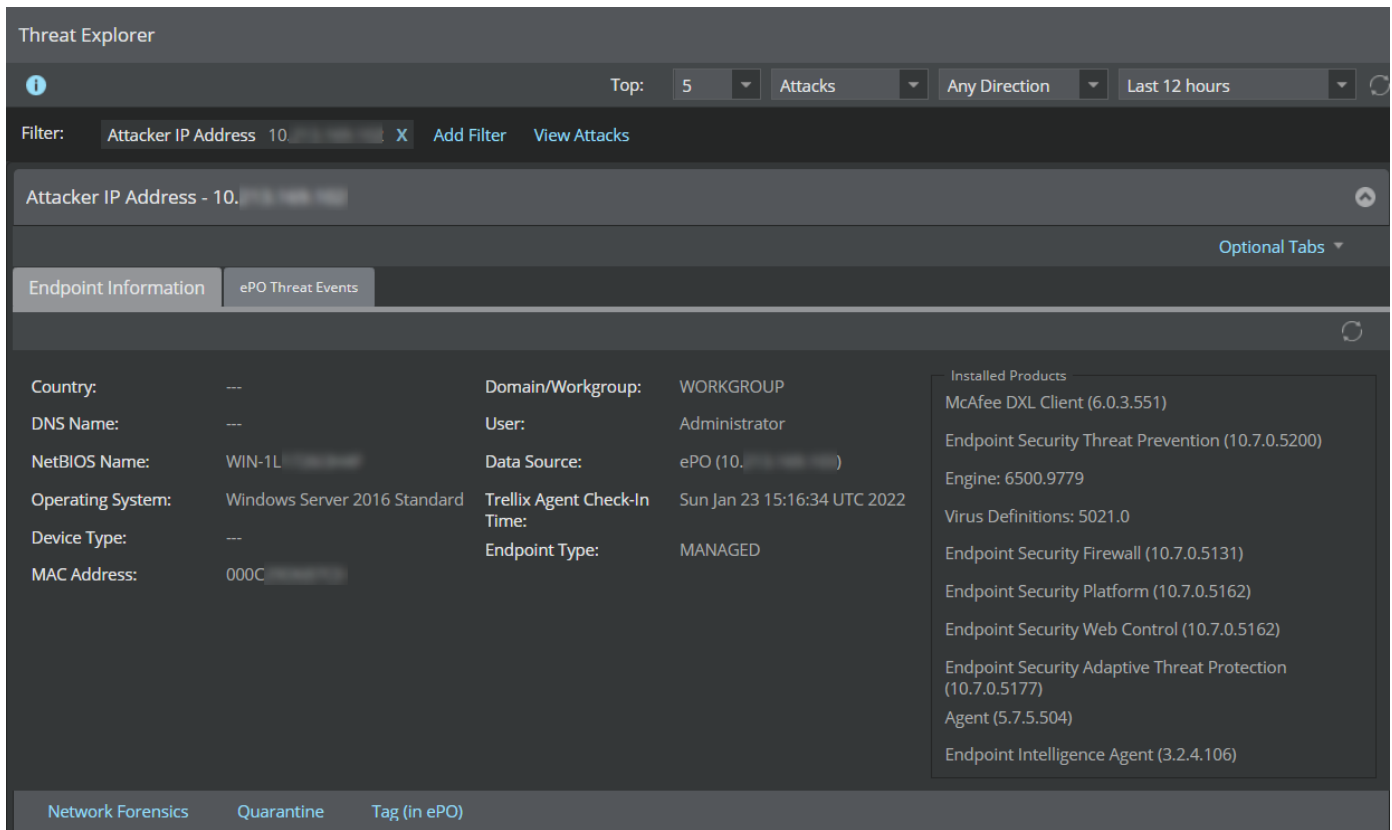 Threat Explorer
Top: 5 Attacks Any Direction Last 12 hours
Filter: Attacker IP Address 10. X Add Filter View Attacks
Attacker IP Address - 10.
Optional Tabs
Endpoint Information ePO Threat Events
Country: ---
DNS Name: ---
NetBIOS Name: WIN-1L
Operating System: Windows Server 2016 Standard
Device Type: ---
MAC Address: 000C
Domain/Workgroup: WORKGROUP
User: Administrator
Data Source: ePO (10. )
Trellix Agent Check-In Sun Jan 23 15:16:34 UTC 2022
Time:
Endpoint Type: MANAGED
Installed Products
McAfee DXL Client (6.0.3.551)
Endpoint Security Threat Prevention (10.7.0.5200)
Engine: 6500.9779
Virus Definitions: 5021.0
Endpoint Security Firewall (10.7.0.5131)
Endpoint Security Platform (10.7.0.5162)
Endpoint Security Web Control (10.7.0.5162)
Endpoint Security Adaptive Threat Protection
(10.7.0.5177)
Agent (5.7.5.504)
Endpoint Intelligence Agent (3.2.4.106)
Network Forensics Quarantine Tag (in ePO)